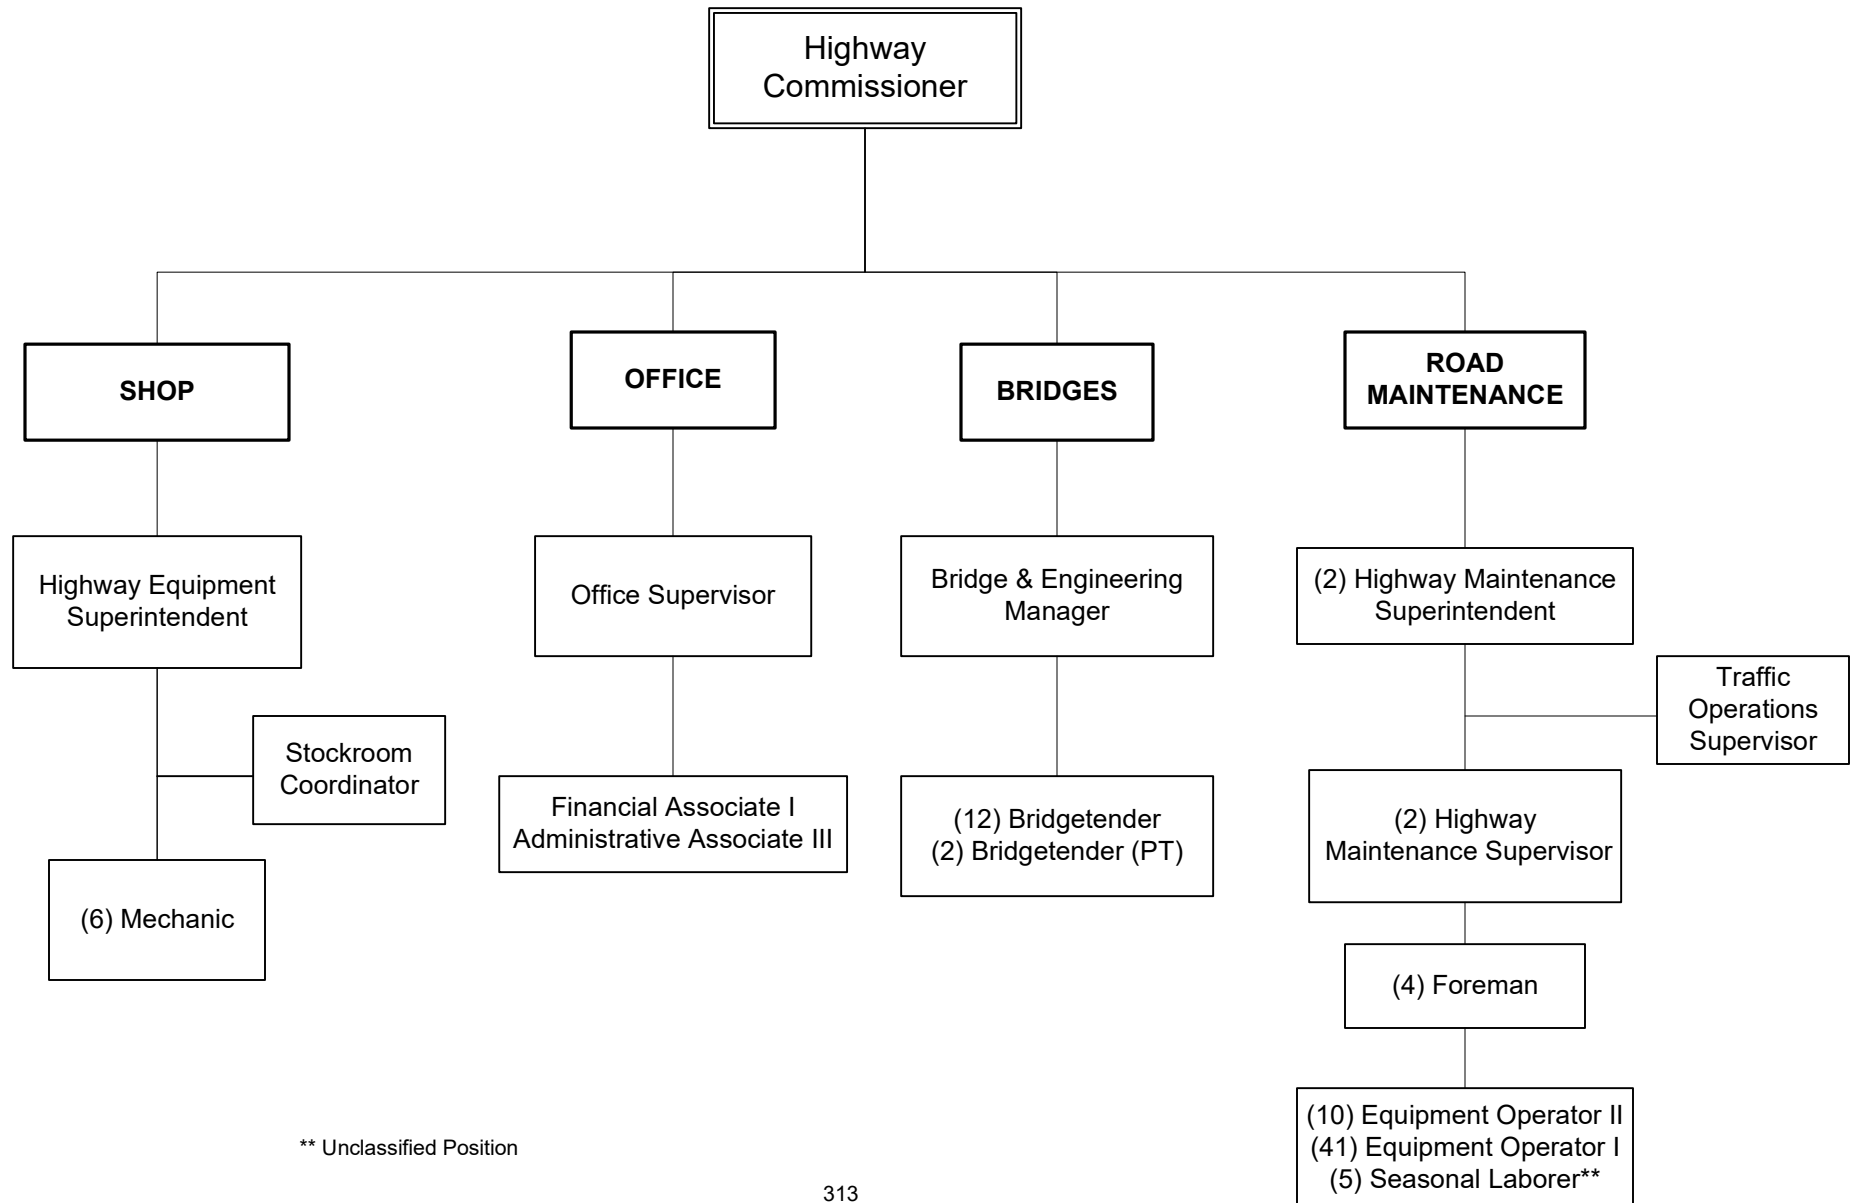 Highway
Commissioner
SHOP
OFFICE
BRIDGES
ROAD
MAINTENANCE
Highway Equipment
Superintendent
Office Supervisor
Bridge & Engineering
Manager
(2) Highway Maintenance
Superintendent
Traffic
Operations
Supervisor
Stockroom
Coordinator
Financial Associate I
Administrative Associate III
(12) Bridgetender
(2) Bridgetender (PT)
(2) Highway
Maintenance Supervisor
(6) Mechanic
(4) Foreman
(10) Equipment Operator II
(41) Equipment Operator I
(5) Seasonal Laborer**
** Unclassified Position
313